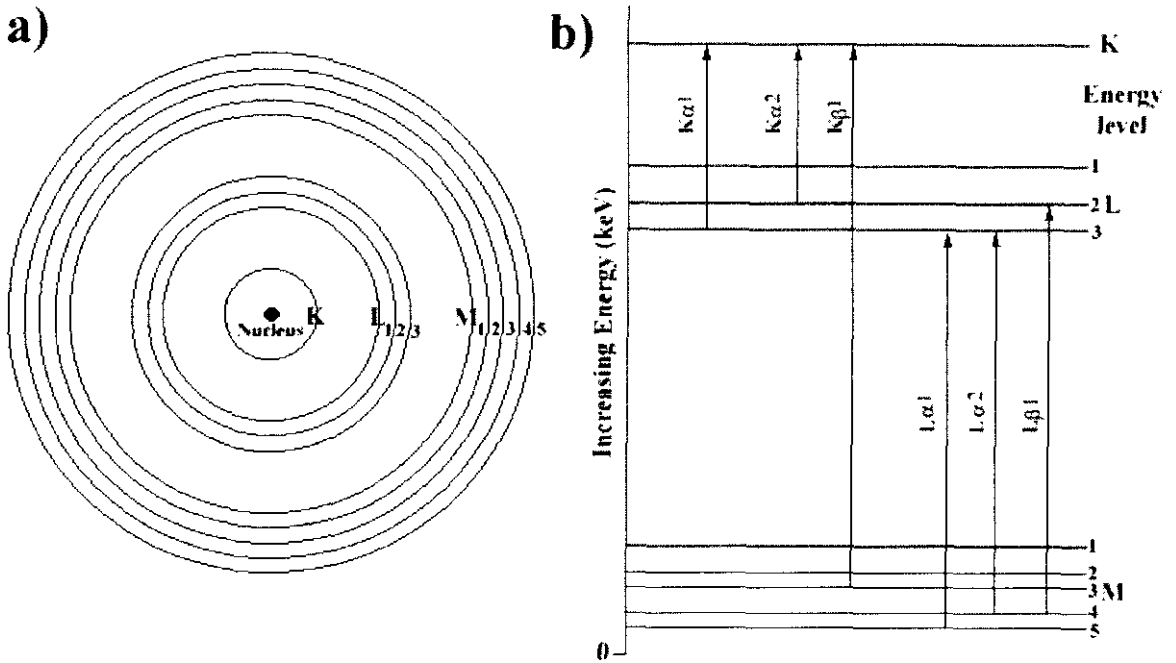 a)
Nucleus K L 1 2 3 M 1 2 3 4 5
b)
Increasing Energy (keV)
0
K
Energy
level
Kα1
Kα2
Kβ1
1
2 L
3
Lα1
Lα2
Lβ1
1
2
3 M
4
5